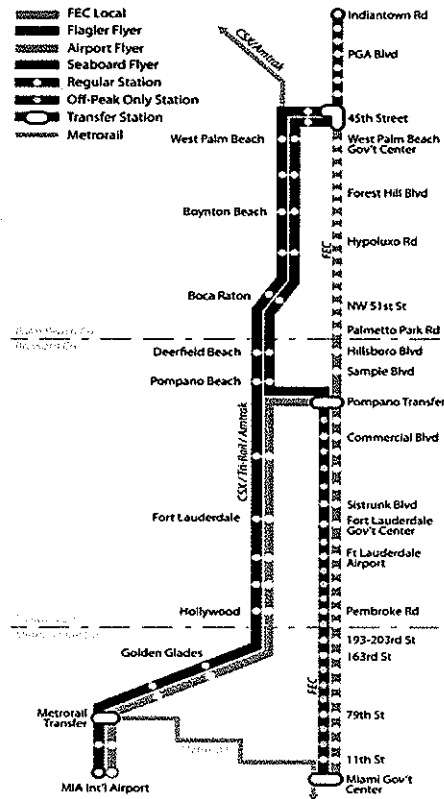 FEC Local
Flagler Flyer
Airport Flyer
Seaboard Flyer
Regular Station
Off-Peak Only Station
Transfer Station
Metrorail
CSX/Amtrak
Indiantown Rd
PGA Blvd
45th Street
West Palm Beach
West Palm Beach
Gov't Center
Forest Hill Blvd
Boynton Beach
Hypoluxo Rd
FEC
Boca Raton
NW 51st St
Palmetto Park Rd
Palm Beach Co.
Deerfield Beach
Hillsboro Blvd
Sample Blvd
Pompano Beach
Pompano Transfer
Commercial Blvd
CSX/Tri-Rail/Amtrak
Sistrunk Blvd
Fort Lauderdale
Fort Lauderdale
Gov't Center
Ft Lauderdale
Airport
Hollywood
Pembroke Rd
193-203rd St
Golden Glades
163rd St
FEC
Metrorail
Transfer
79th St
11th St
MIA Int'l Airport
Miami Gov't
Center